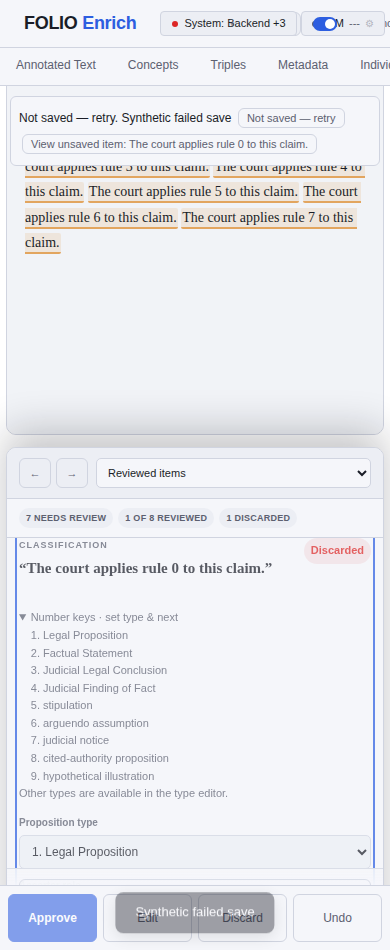 FOLIO Enrich
System: Backend +3
M --- ⚙
Annotated Text Concepts Triples Metadata Indivi
Not saved — retry. Synthetic failed save Not saved — retry
View unsaved item: The court applies rule 0 to this claim.
court applies rule 3 to this claim. The court applies rule 4 to
this claim. The court applies rule 5 to this claim. The court
applies rule 6 to this claim. The court applies rule 7 to this
claim.
← → Reviewed items
7 NEEDS REVIEW 1 OF 8 REVIEWED 1 DISCARDED
CLASSIFICATION
Discarded
“The court applies rule 0 to this claim.”
▼ Number keys · set type & next
1. Legal Proposition
2. Factual Statement
3. Judicial Legal Conclusion
4. Judicial Finding of Fact
5. stipulation
6. arguendo assumption
7. judicial notice
8. cited-authority proposition
9. hypothetical illustration
Other types are available in the type editor.
Proposition type
1. Legal Proposition
Synthetic failed save
Approve Edit Discard Undo